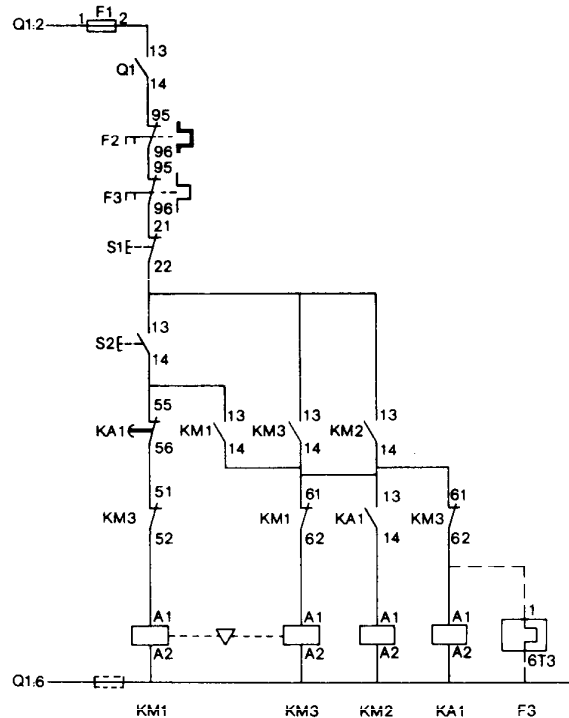 F1
Q1:2 1 2
13
Q1
14
95
F2
96
95
F3
96
21
S1
22
13
S2
14
55 13 13 13
KA1 KM1 KM3 KM2
56 14 14 14
51 61 13 61
KM3 KM1 KA1 KM3
52 62 14 62
A1 A1 A1 A1 1
A2 A2 A2 A2 6T3
Q1:6
KM1 KM3 KM2 KA1 F3